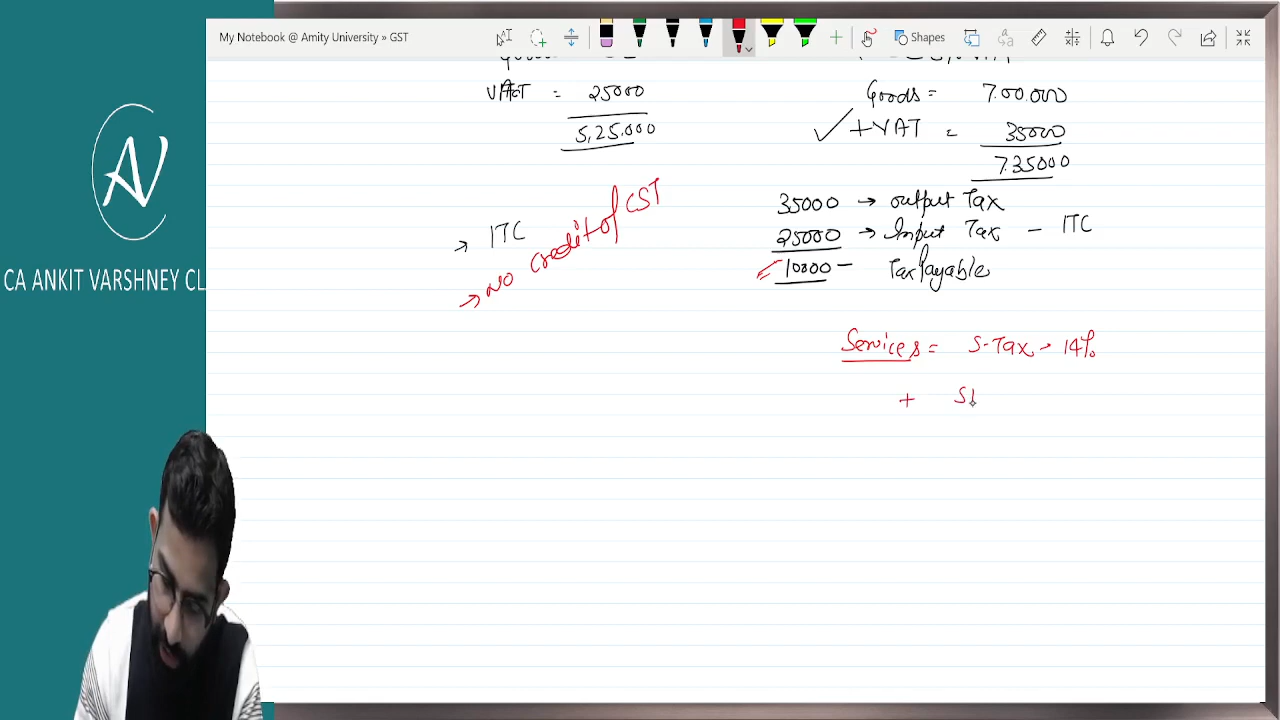 My Notebook @ Amity University » GST
Shapes
AV
CA ANKIT VARSHNEY CL
= 25000
5,25,000
→ ITC
→ NO credit of CST
Goods = 7,00,000
+VAT = 35000
7,35000
35000 → output Tax
25000 → Input Tax - ITC
10000 - Tax payable
Services = S-Tax - 14%
+ S